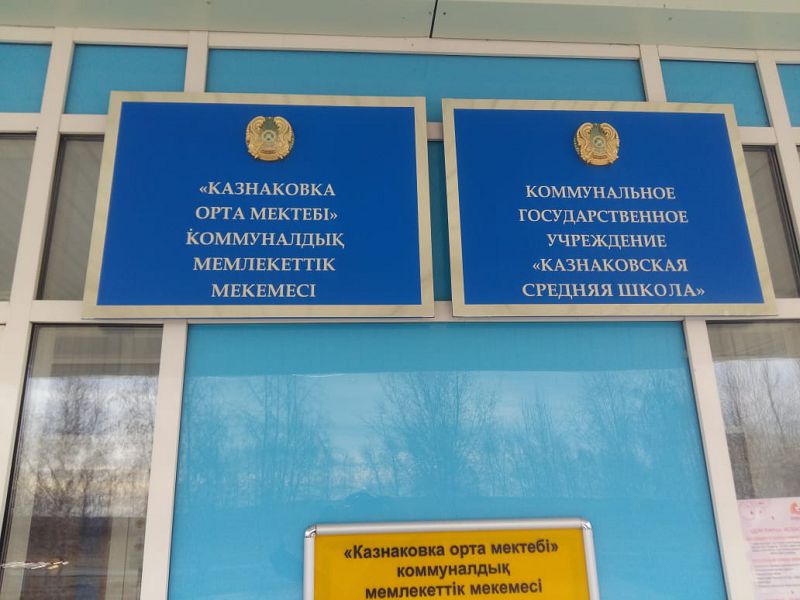 «КАЗНАКОВКА
ОРТА МЕКТЕБІ»
КОММУНАЛДЫҚ
МЕМЛЕКЕТТІК
МЕКЕМЕСІ
КОММУНАЛЬНОЕ
ГОСУДАРСТВЕННОЕ
УЧРЕЖДЕНИЕ
«КАЗНАКОВСКАЯ
СРЕДНЯЯ ШКОЛА»
«Казнаковка орта мектебі»
коммуналдық
мемлекеттік мекемесі